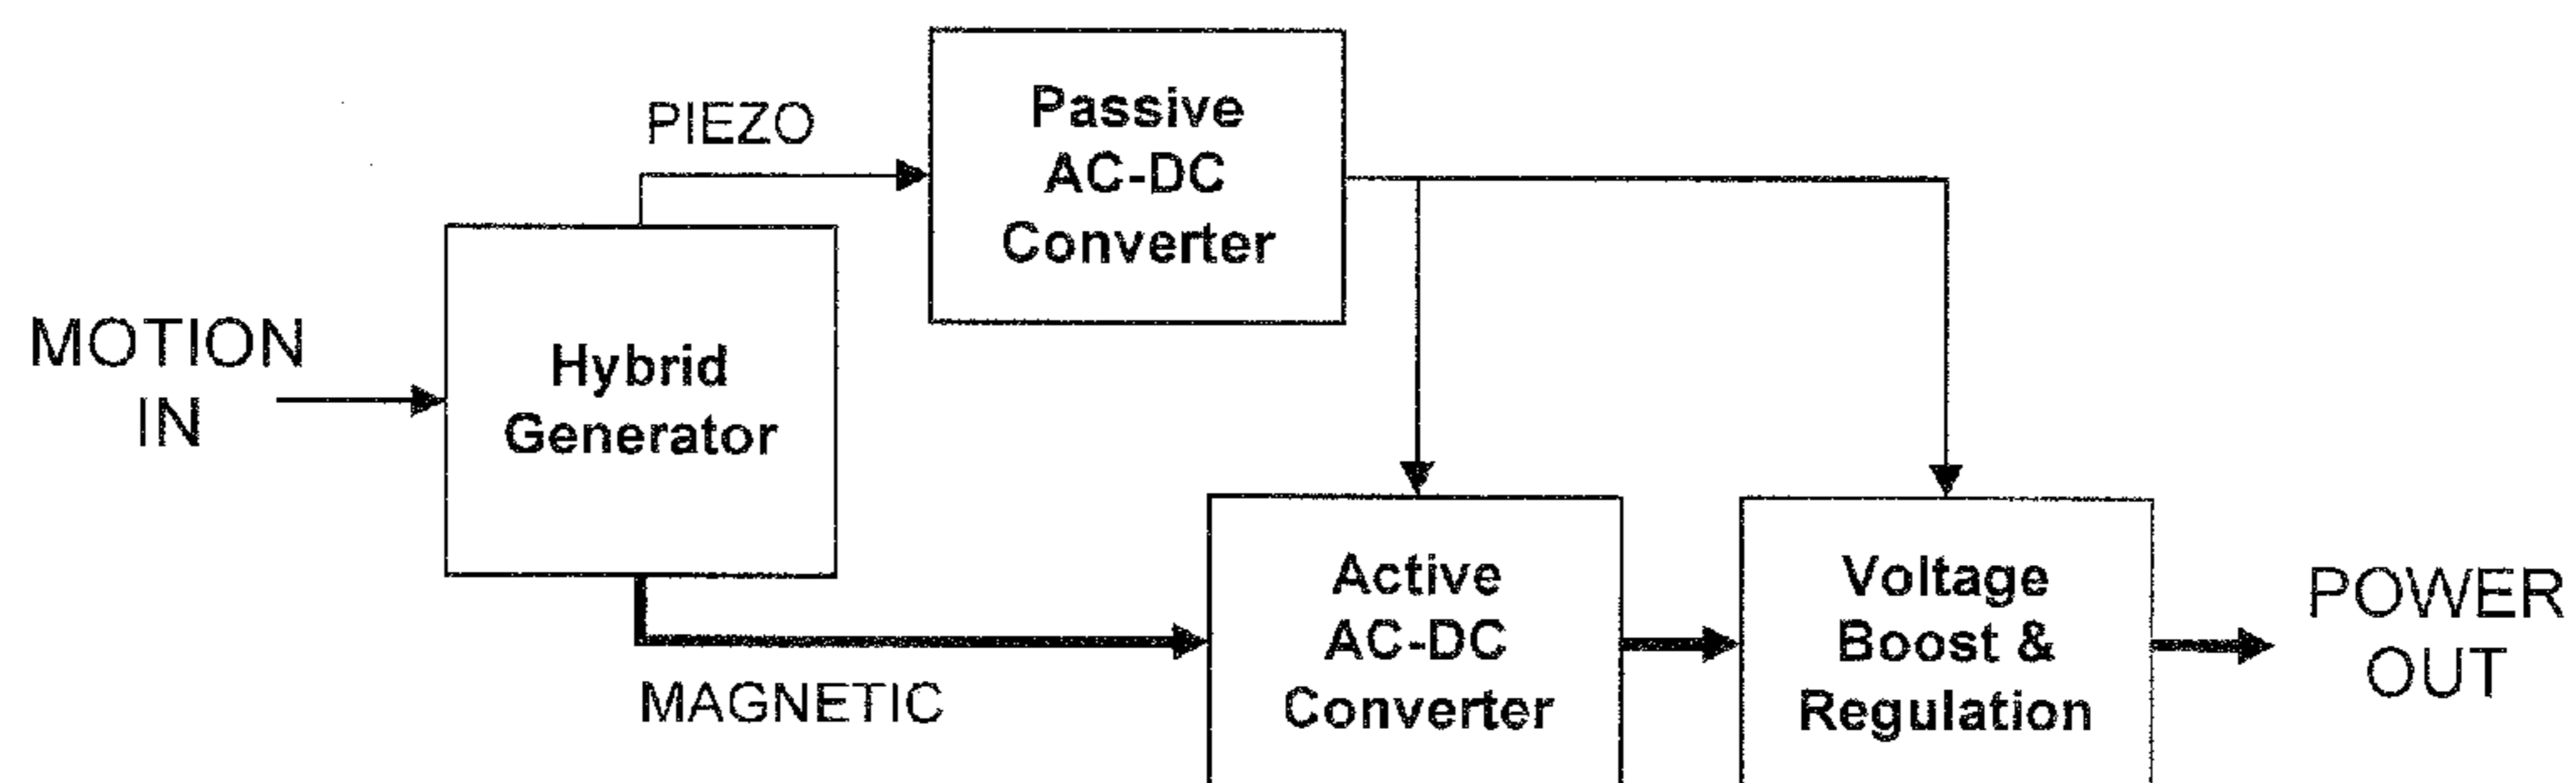 PIEZO
Passive
AC-DC
Converter
MOTION
IN
Hybrid
Generator
MAGNETIC
Active
AC-DC
Converter
Voltage
Boost &
Regulation
POWER
OUT